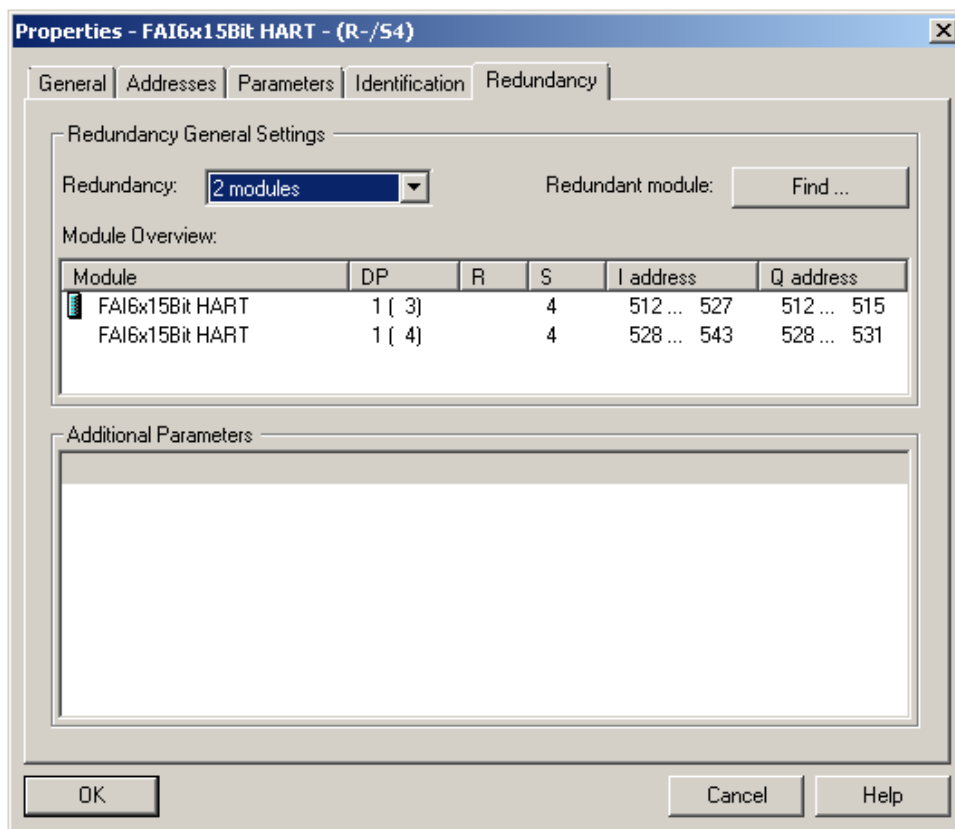 Properties - FAI6x15Bit HART - (R-/S4)
General Addresses Parameters Identification Redundancy
Redundancy General Settings
Redundancy: 2 modules Redundant module: Find ...
Module Overview:
Module DP R S I address Q address
FAI6x15Bit HART 1 ( 3) 4 512 ... 527 512 ... 515
FAI6x15Bit HART 1 ( 4) 4 528 ... 543 528 ... 531
Additional Parameters
OK Cancel Help